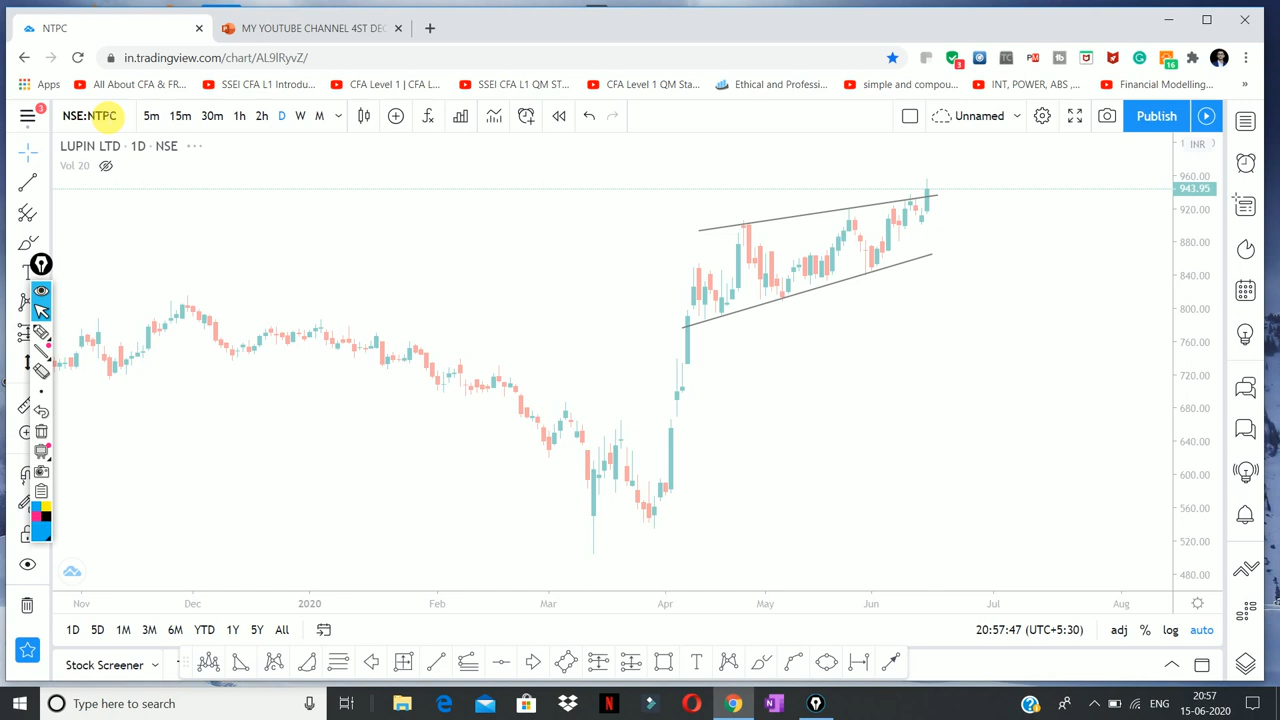 NTPC
MY YOUTUBE CHANNEL 4ST DEC
in.tradingview.com/chart/AL9lRyvZ/
3
16
Apps
All About CFA & FR...
SSEI CFA L1 Introdu...
CFA Level 1 | CFA L...
SSEI CFA L1 QM ST...
CFA Level 1 QM Sta...
Ethical and Professi...
simple and compou...
INT, POWER, ABS ,...
Financial Modelling...
»
3
NSE:NTPC
5m 15m 30m 1h 2h D W M
Unnamed
Publish
LUPIN LTD · 1D · NSE
INR
Vol 20
960.00
943.95
920.00
880.00
840.00
800.00
760.00
720.00
680.00
640.00
600.00
560.00
520.00
480.00
Nov Dec 2020 Feb Mar Apr May Jun Jul Aug
1D 5D 1M 3M 6M YTD 1Y 5Y All
20:57:47 (UTC+5:30)
adj % log auto
Stock Screener
Type here to search
ENG
20:57
15-06-2020